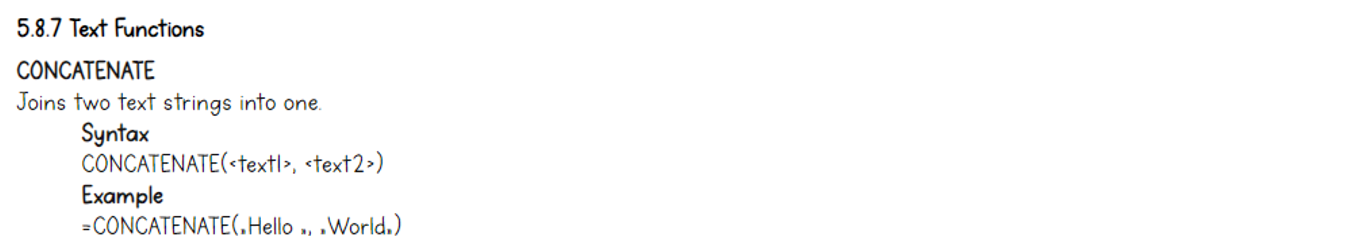 5.8.7 Text Functions
CONCATENATE
Joins two text strings into one.
Syntax
CONCATENATE(<text1>, <text2>)
Example
=CONCATENATE("Hello ", "World")